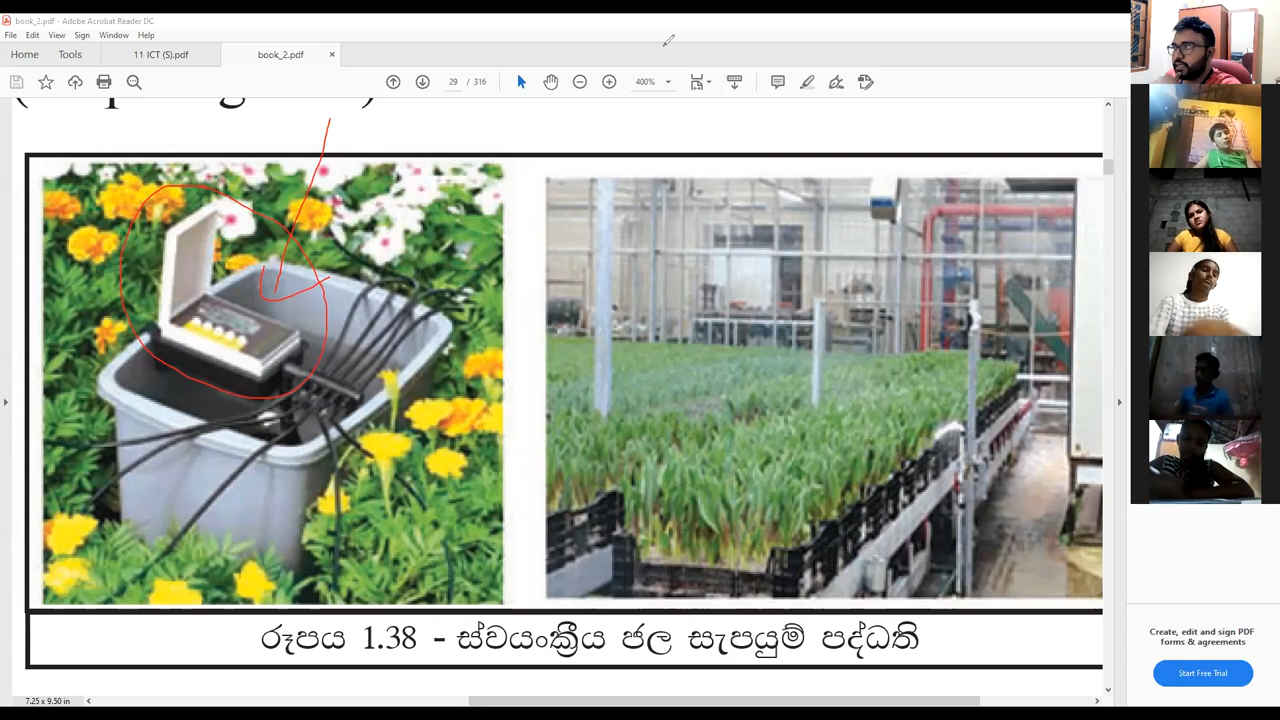 book_2.pdf - Adobe Acrobat Reader DC
File Edit View Sign Window Help
Home Tools 11 ICT (S).pdf book_2.pdf ×
29 / 316 400%
රූපය 1.38 - ස්වයංක්‍රීය ජල සැපයුම් පද්ධති
Create, edit and sign PDF
forms & agreements
Start Free Trial
7.25 x 9.50 in